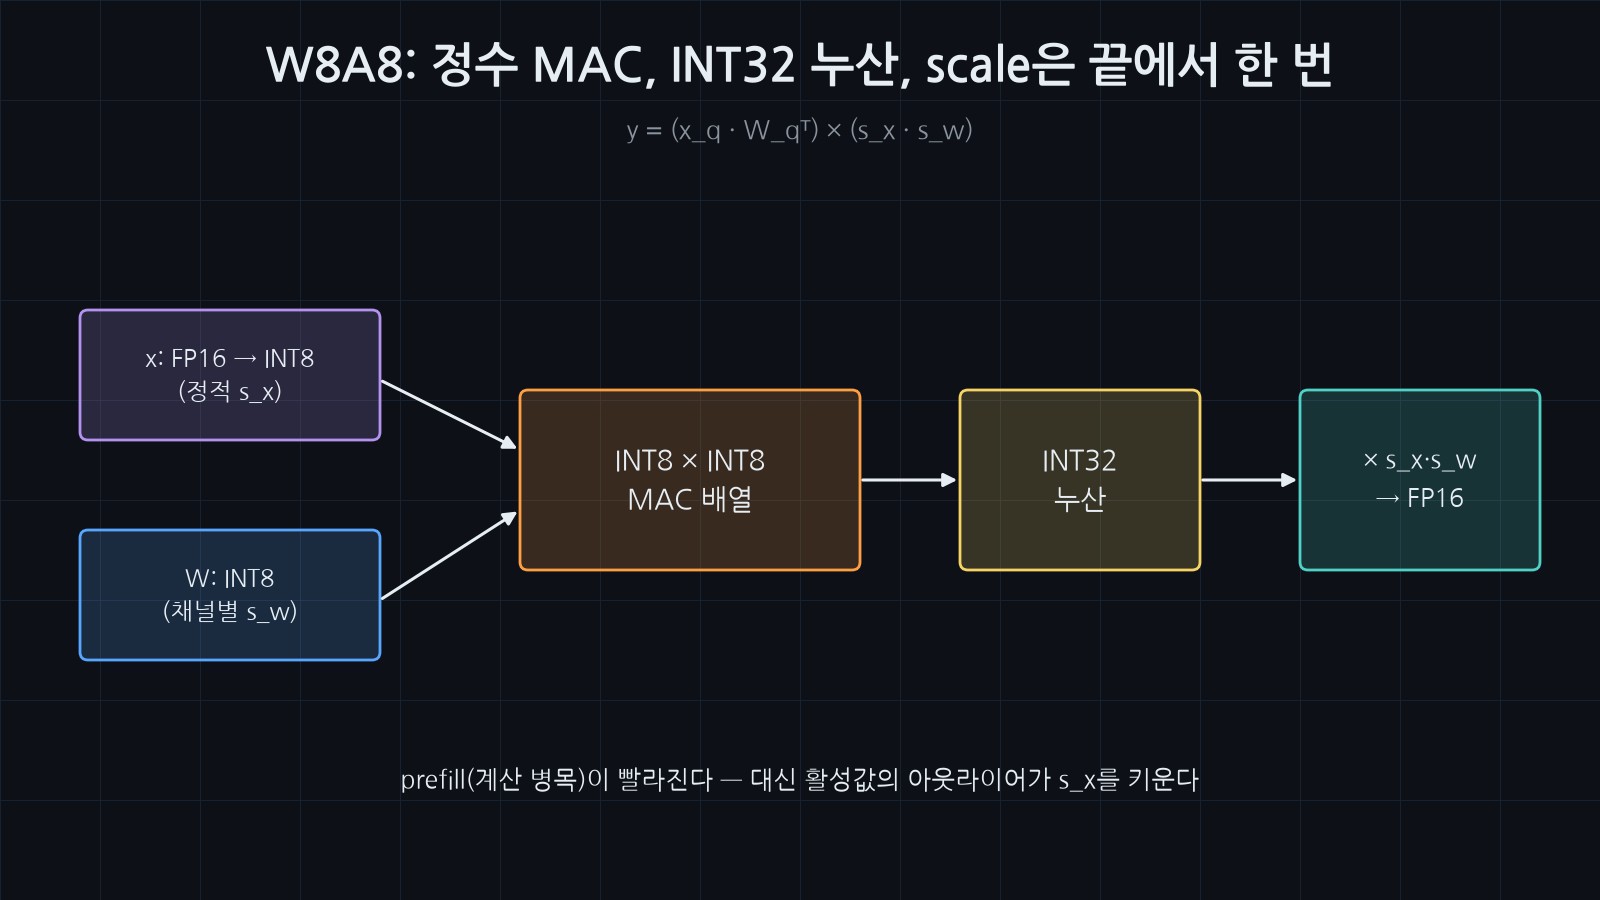 W8A8: 정수 MAC, INT32 누산, scale은 끝에서 한 번
y = (x_q · W_qᵀ) × (s_x · s_w)
x: FP16 → INT8
(정적 s_x)
W: INT8
(채널별 s_w)
INT8 × INT8
MAC 배열
INT32
누산
× s_x·s_w
→ FP16
prefill(계산 병목)이 빨라진다 — 대신 활성값의 아웃라이어가 s_x를 키운다